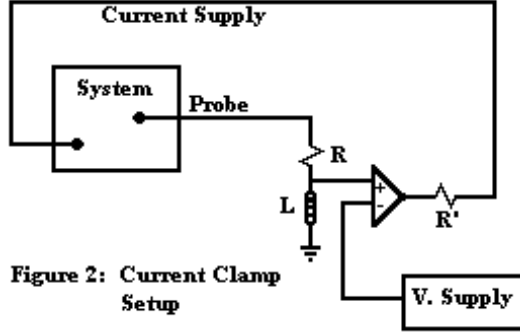 Current Supply
System
Probe
R
L
+
-
R'
Figure 2: Current Clamp
Setup
V. Supply